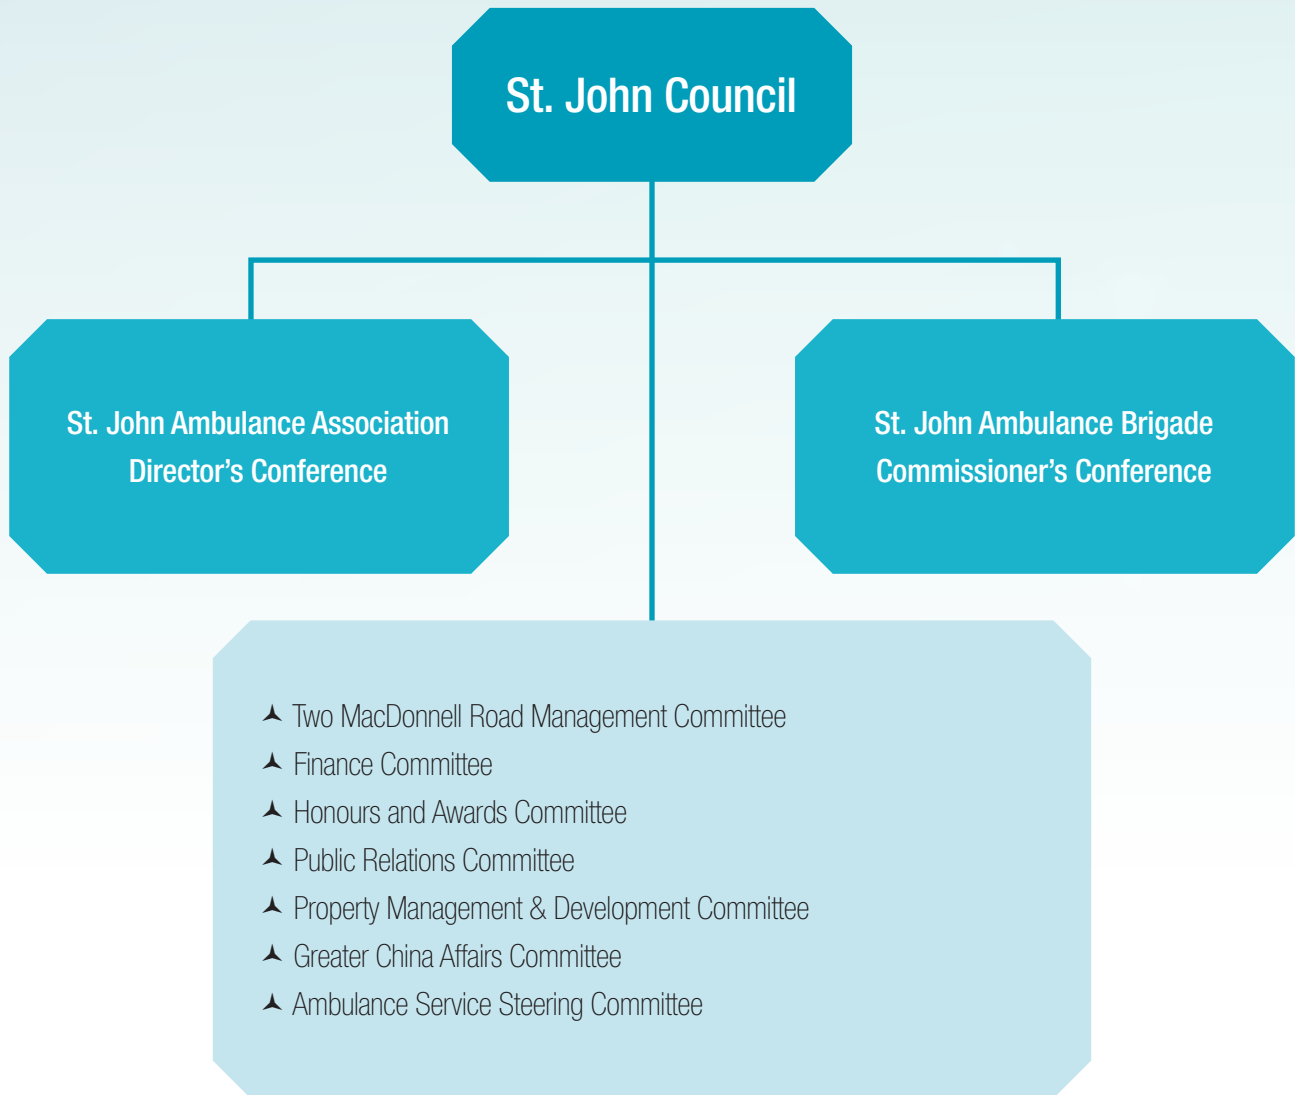 St. John Council
St. John Ambulance Association
Director’s Conference
St. John Ambulance Brigade
Commissioner’s Conference
Two MacDonnell Road Management Committee
Finance Committee
Honours and Awards Committee
Public Relations Committee
Property Management & Development Committee
Greater China Affairs Committee
Ambulance Service Steering Committee